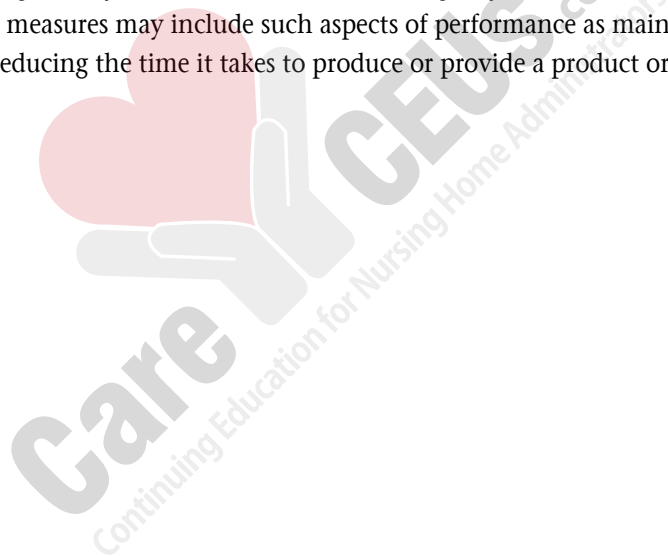 measures may include such aspects of performance as main
educing the time it takes to produce or provide a product or
Care CEUs
Continuing Education for Nursing Home Administrators